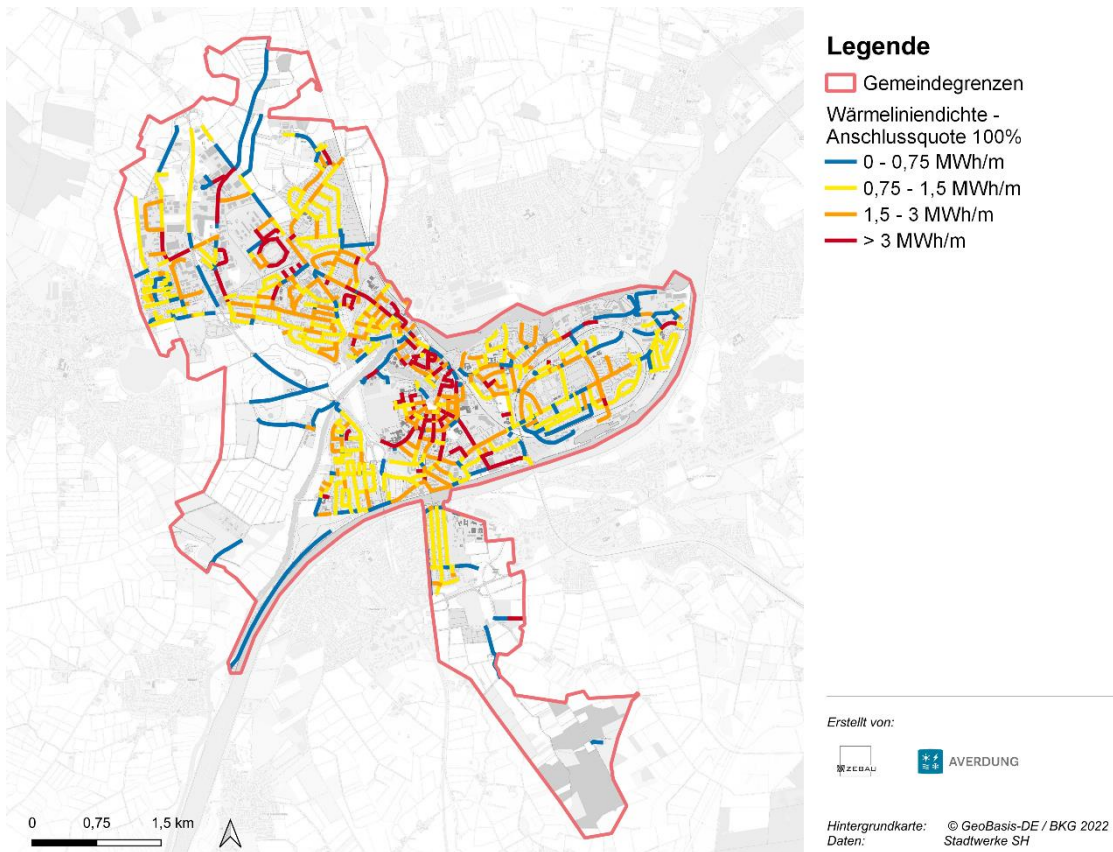 Legende
Gemeindegrenzen
Wärmeliniendichte -
Anschlussquote 100%
0 - 0,75 MWh/m
0,75 - 1,5 MWh/m
1,5 - 3 MWh/m
> 3 MWh/m
Erstellt von:
ZEBAU
AVERDUNG
Hintergrundkarte: © GeoBasis-DE / BKG 2022
Daten: Stadtwerke SH
0 0,75 1,5 km